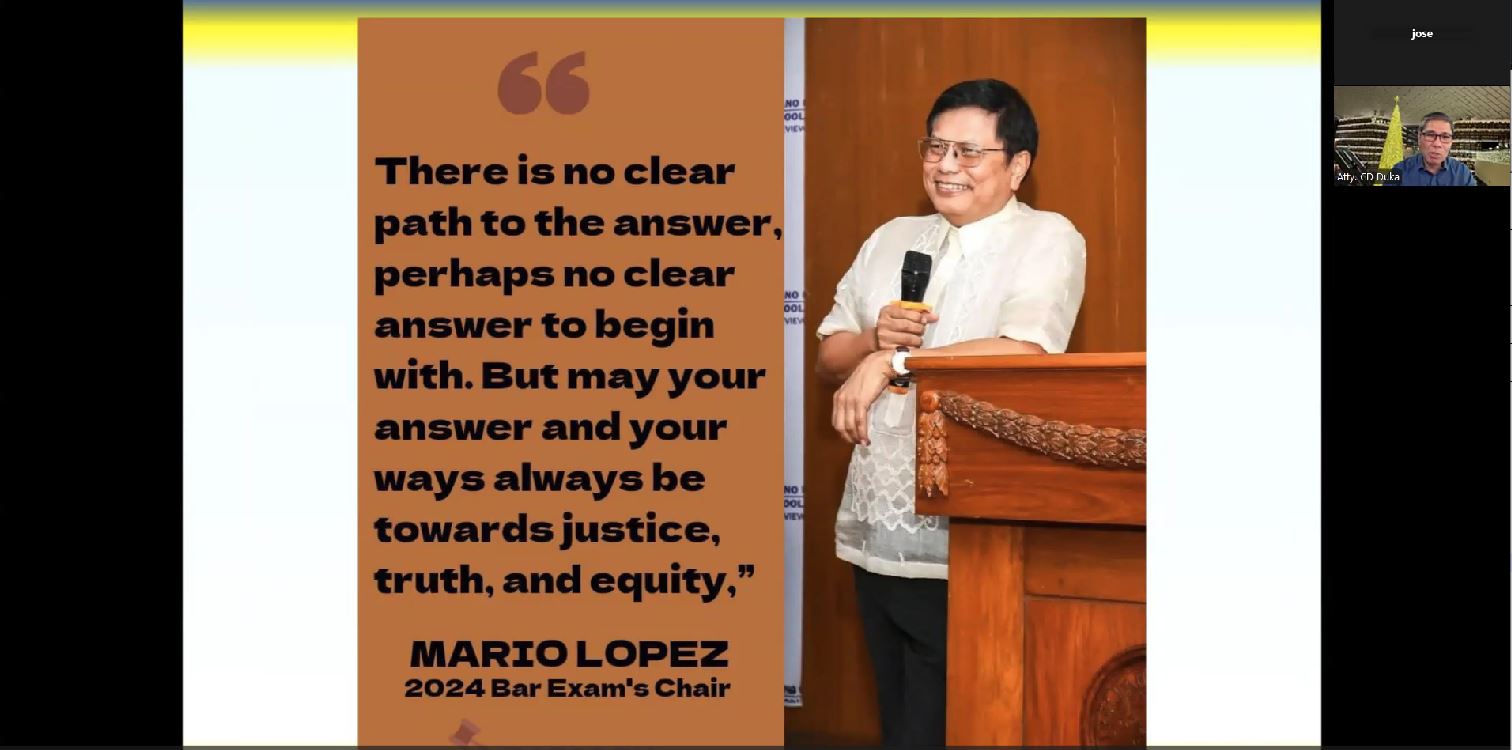 “
There is no clear
path to the answer,
perhaps no clear
answer to begin
with. But may your
answer and your
ways always be
towards justice,
truth, and equity,”
MARIO LOPEZ
2024 Bar Exam's Chair
jose
Atty. CD Duka